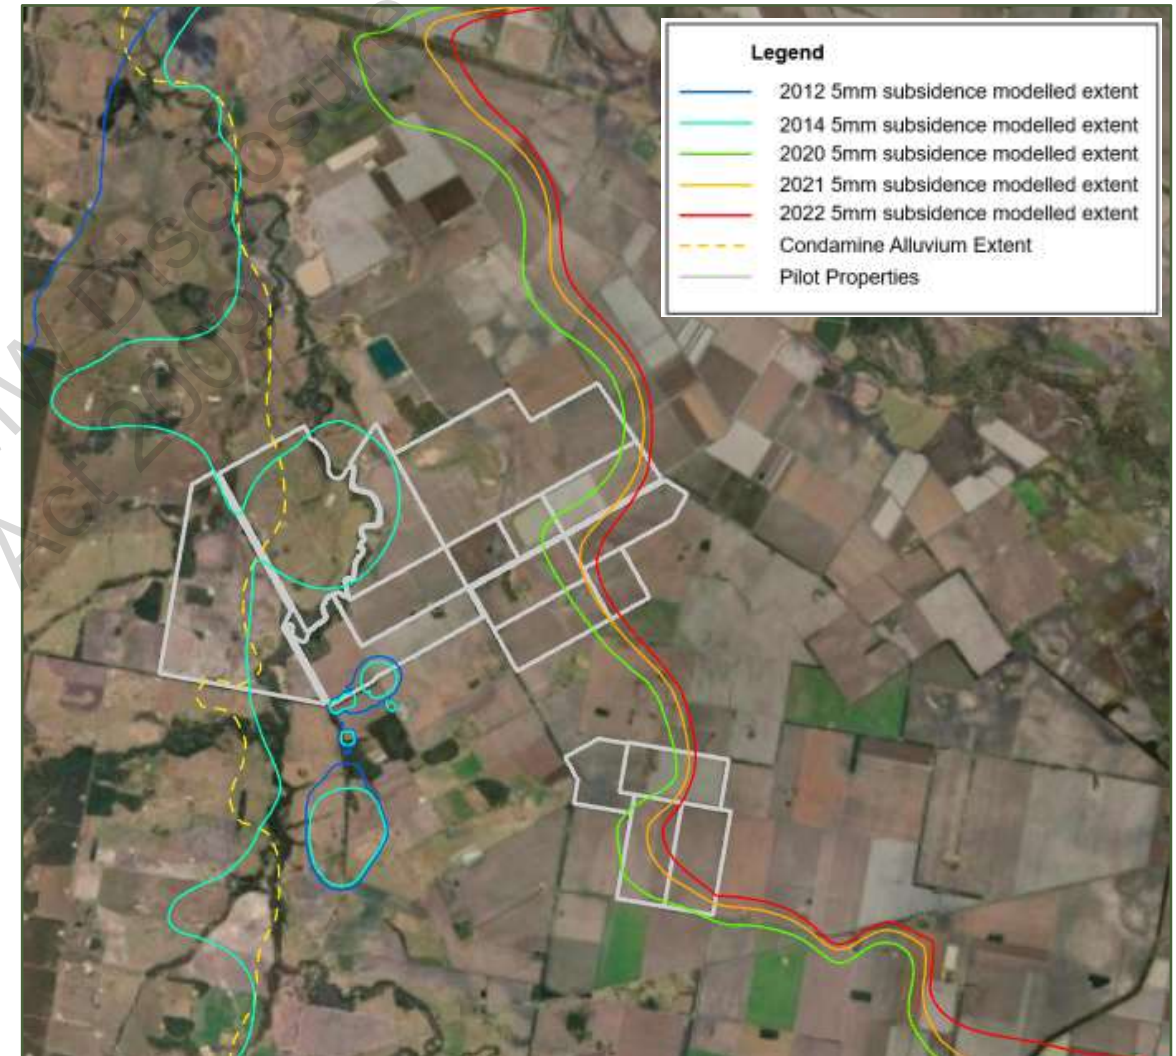 Legend
2012 5mm subsidence modelled extent
2014 5mm subsidence modelled extent
2020 5mm subsidence modelled extent
2021 5mm subsidence modelled extent
2022 5mm subsidence modelled extent
Condamine Alluvium Extent
Pilot Properties